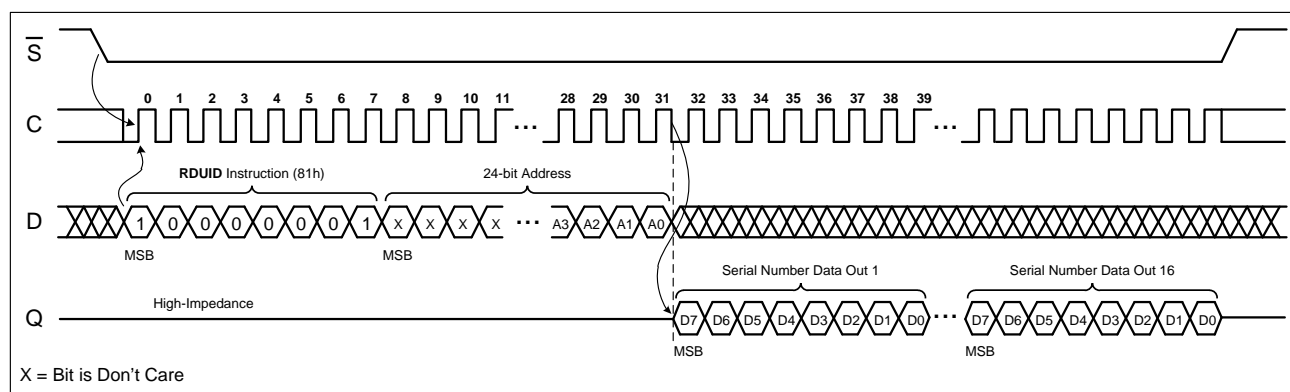 S
0 1 2 3 4 5 6 7 8 9 10 11 28 29 30 31 32 33 34 35 36 37 38 39
C ... ...
RDUID Instruction (81h) 24-bit Address
D 1 0 0 0 0 0 0 1 X X X X ... A3 A2 A1 A0
MSB MSB
Serial Number Data Out 1 Serial Number Data Out 16
High-Impedance
Q D7 D6 D5 D4 D3 D2 D1 D0 ... D7 D6 D5 D4 D3 D2 D1 D0
MSB MSB
X = Bit is Don't Care